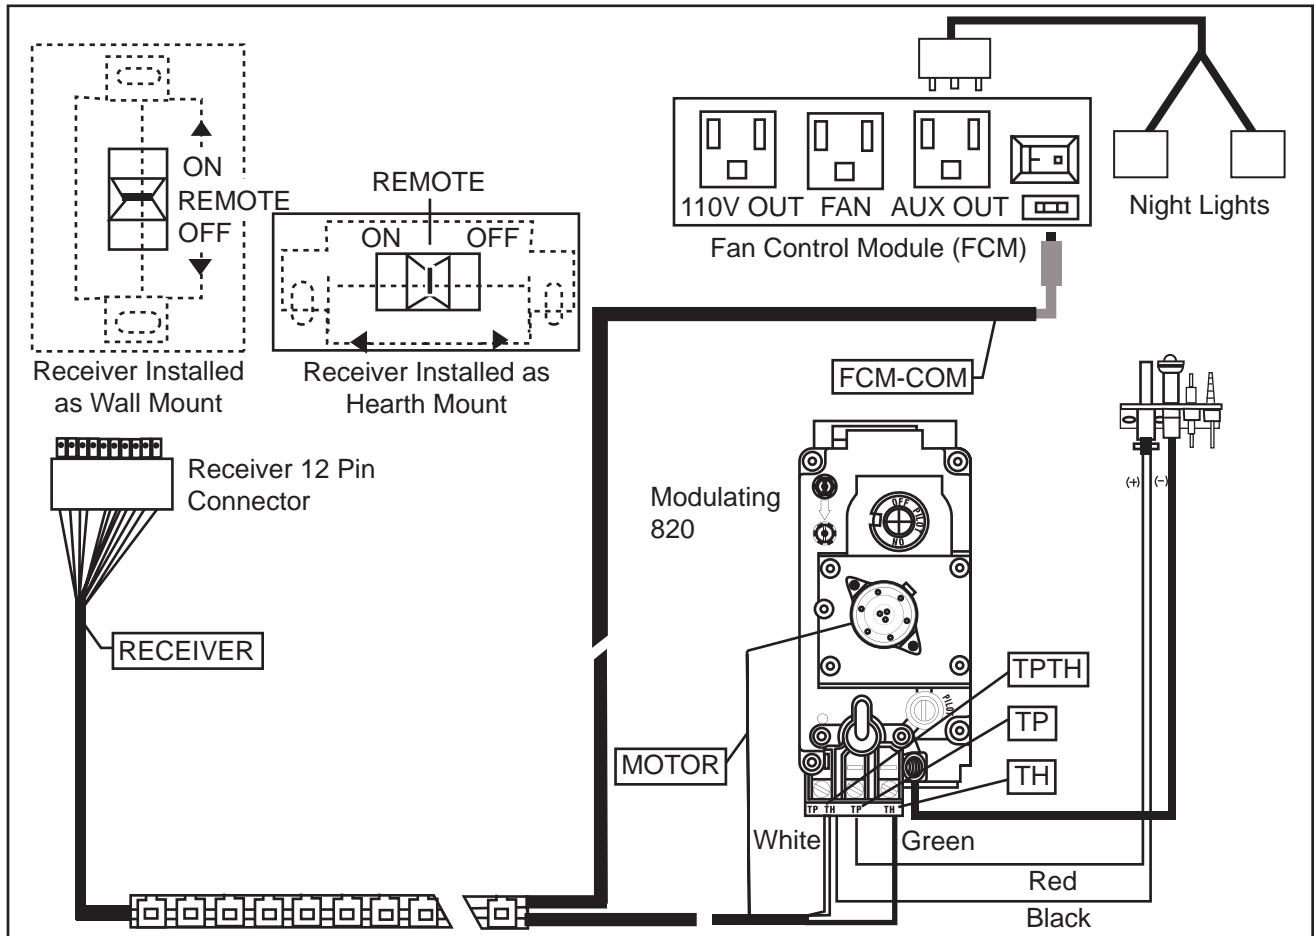 ON
REMOTE
OFF
REMOTE
ON OFF
Receiver Installed
as Wall Mount
Receiver Installed as
Hearth Mount
110V OUT FAN AUX OUT
Fan Control Module (FCM)
Night Lights
FCM-COM
Receiver 12 Pin
Connector
RECEIVER
Modulating
820
OFF PILOT
ON
(+) (-)
PILOT
MOTOR
TPTH
TP
TH
TP TH TP TH
White
Green
Red
Black